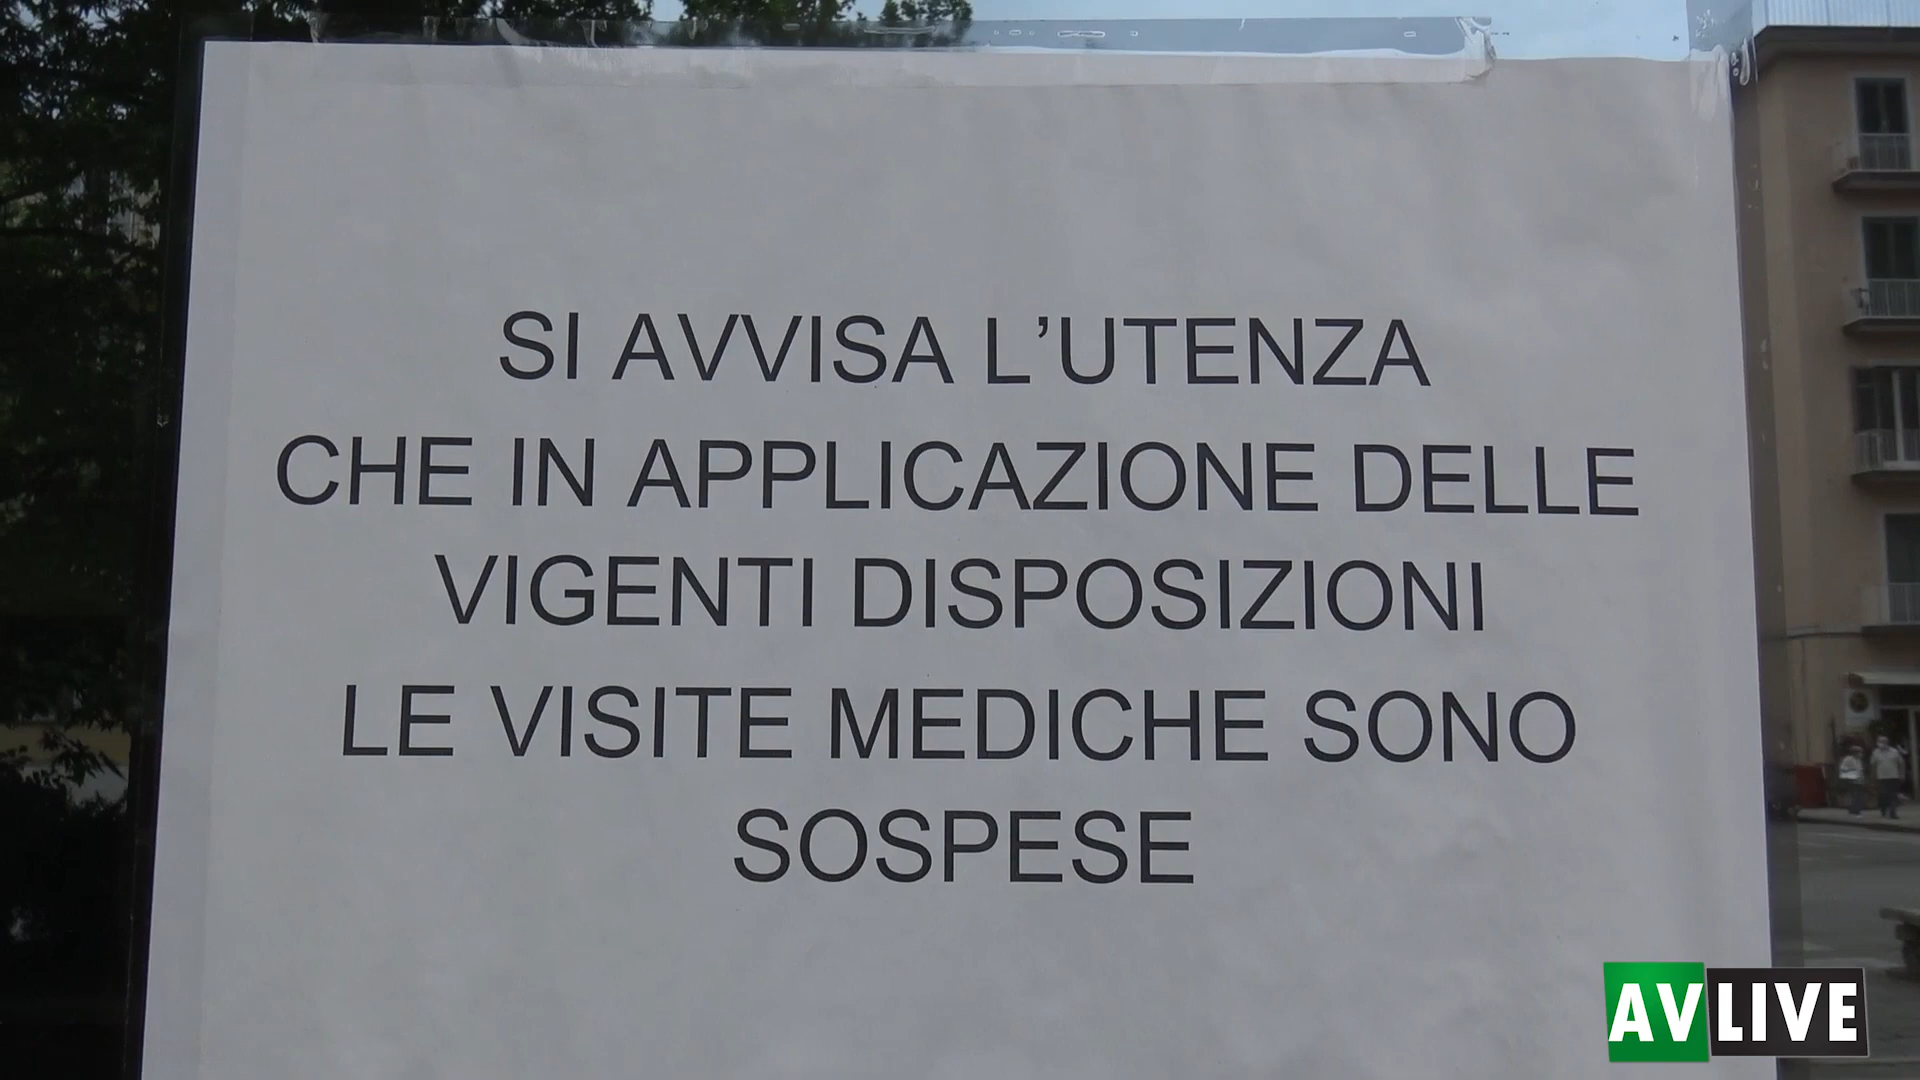 SI AVVISA L'UTENZA
CHE IN APPLICAZIONE DELLE
VIGENTI DISPOSIZIONI
LE VISITE MEDICHE SONO
SOSPESE
AVLIVE